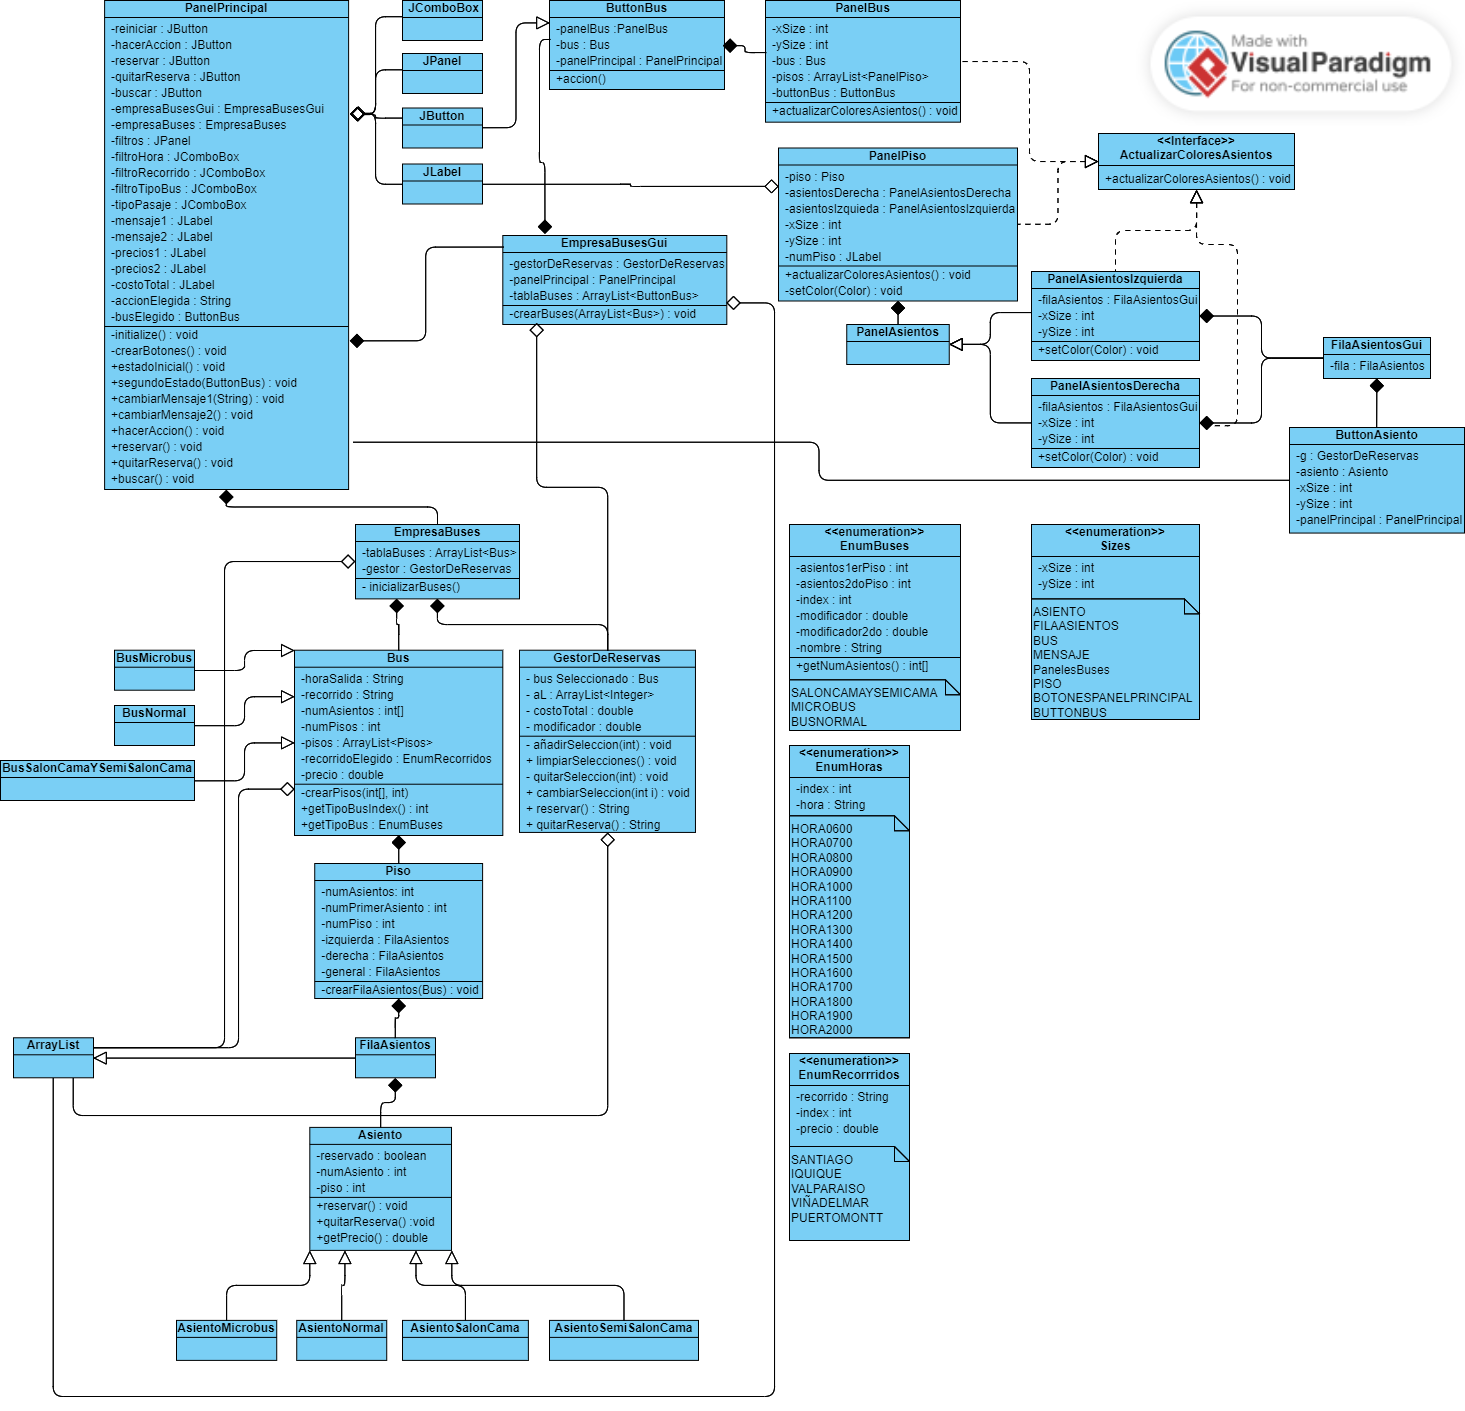 PanelPrincipal
-reiniciar : JButton
-hacerAccion : JButton
-reservar : JButton
-quitarReserva : JButton
-buscar : JButton
-empresaBusesGui : EmpresaBusesGui
-empresaBuses : EmpresaBuses
-filtros : JPanel
-filtroHora : JComboBox
-filtroRecorrido : JComboBox
-filtroTipoBus : JComboBox
-tipoPasaje : JComboBox
-mensaje1 : JLabel
-mensaje2 : JLabel
-precios1 : JLabel
-precios2 : JLabel
-costoTotal : JLabel
-accionElegida : String
-busElegido : ButtonBus
-initialize() : void
-crearBotones() : void
+estadoInicial() : void
+segundoEstado(ButtonBus) : void
+cambiarMensaje1(String) : void
+cambiarMensaje2() : void
+hacerAccion() : void
+reservar() : void
+quitarReserva() : void
+buscar() : void
JComboBox
JPanel
JButton
JLabel
ButtonBus
-panelBus :PanelBus
-bus : Bus
-panelPrincipal : PanelPrincipal
+accion()
PanelBus
-xSize : int
-ySize : int
-bus : Bus
-pisos : ArrayList<PanelPiso>
-buttonBus : ButtonBus
+actualizarColoresAsientos() : void
Made with
VisualParadigm
For non-commercial use
<<Interface>>
ActualizarColoresAsientos
+actualizarColoresAsientos() : void
PanelPiso
-piso : Piso
-asientosDerecha : PanelAsientosDerecha
-asientosIzquieda : PanelAsientosIzquierda
-xSize : int
-ySize : int
-numPiso : JLabel
+actualizarColoresAsientos() : void
-setColor(Color) : void
EmpresaBusesGui
-gestorDeReservas : GestorDeReservas
-panelPrincipal : PanelPrincipal
-tablaBuses : ArrayList<ButtonBus>
-crearBuses(ArrayList<Bus>) : void
PanelAsientos
PanelAsientosIzquierda
-filaAsientos : FilaAsientosGui
-xSize : int
-ySize : int
+setColor(Color) : void
PanelAsientosDerecha
-filaAsientos : FilaAsientosGui
-xSize : int
-ySize : int
+setColor(Color) : void
FilaAsientosGui
-fila : FilaAsientos
ButtonAsiento
-g : GestorDeReservas
-asiento : Asiento
-xSize : int
-ySize : int
-panelPrincipal : PanelPrincipal
EmpresaBuses
-tablaBuses : ArrayList<Bus>
-gestor : GestorDeReservas
- inicializarBuses()
<<enumeration>>
EnumBuses
-asientos1erPiso : int
-asientos2doPiso : int
-index : int
-modificador : double
-modificador2do : double
-nombre : String
+getNumAsientos() : int[]
SALONCAMAYSEMICAMA
MICROBUS
BUSNORMAL
<<enumeration>>
Sizes
-xSize : int
-ySize : int
ASIENTO
FILAASIENTOS
BUS
MENSAJE
PanelesBuses
PISO
BOTONESPANELPRINCIPAL
BUTTONBUS
BusMicrobus
BusNormal
BusSalonCamaYSemiSalonCama
Bus
-horaSalida : String
-recorrido : String
-numAsientos : int[]
-numPisos : int
-pisos : ArrayList<Pisos>
-recorridoElegido : EnumRecorridos
-precio : double
-crearPisos(int[], int)
+getTipoBusIndex() : int
+getTipoBus : EnumBuses
GestorDeReservas
- bus Seleccionado : Bus
- aL : ArrayList<Integer>
- costoTotal : double
- modificador : double
- añadirSeleccion(int) : void
+ limpiarSelecciones() : void
- quitarSeleccion(int) : void
+ cambiarSeleccion(int i) : void
+ reservar() : String
+ quitarReserva() : String
<<enumeration>>
EnumHoras
-index : int
-hora : String
HORA0600
HORA0700
HORA0800
HORA0900
HORA1000
HORA1100
HORA1200
HORA1300
HORA1400
HORA1500
HORA1600
HORA1700
HORA1800
HORA1900
HORA2000
Piso
-numAsientos: int
-numPrimerAsiento : int
-numPiso : int
-izquierda : FilaAsientos
-derecha : FilaAsientos
-general : FilaAsientos
-crearFilaAsientos(Bus) : void
ArrayList
FilaAsientos
<<enumeration>>
EnumRecorrridos
-recorrido : String
-index : int
-precio : double
SANTIAGO
IQUIQUE
VALPARAISO
VIÑADELMAR
PUERTOMONTT
Asiento
-reservado : boolean
-numAsiento : int
-piso : int
+reservar() : void
+quitarReserva() :void
+getPrecio() : double
AsientoMicrobus
AsientoNormal
AsientoSalonCama
AsientoSemiSalonCama